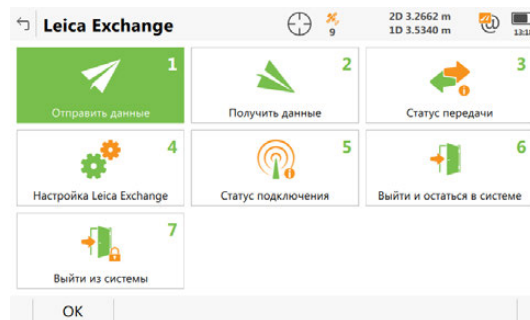 Leica Exchange
9
2D 3.2662 m
1D 3.5340 m
1
Отправить данные
2
Получить данные
3
Статус передачи
4
Настройка Leica Exchange
5
Статус подключения
6
Выйти и остаться в системе
7
Выйти из системы
OK